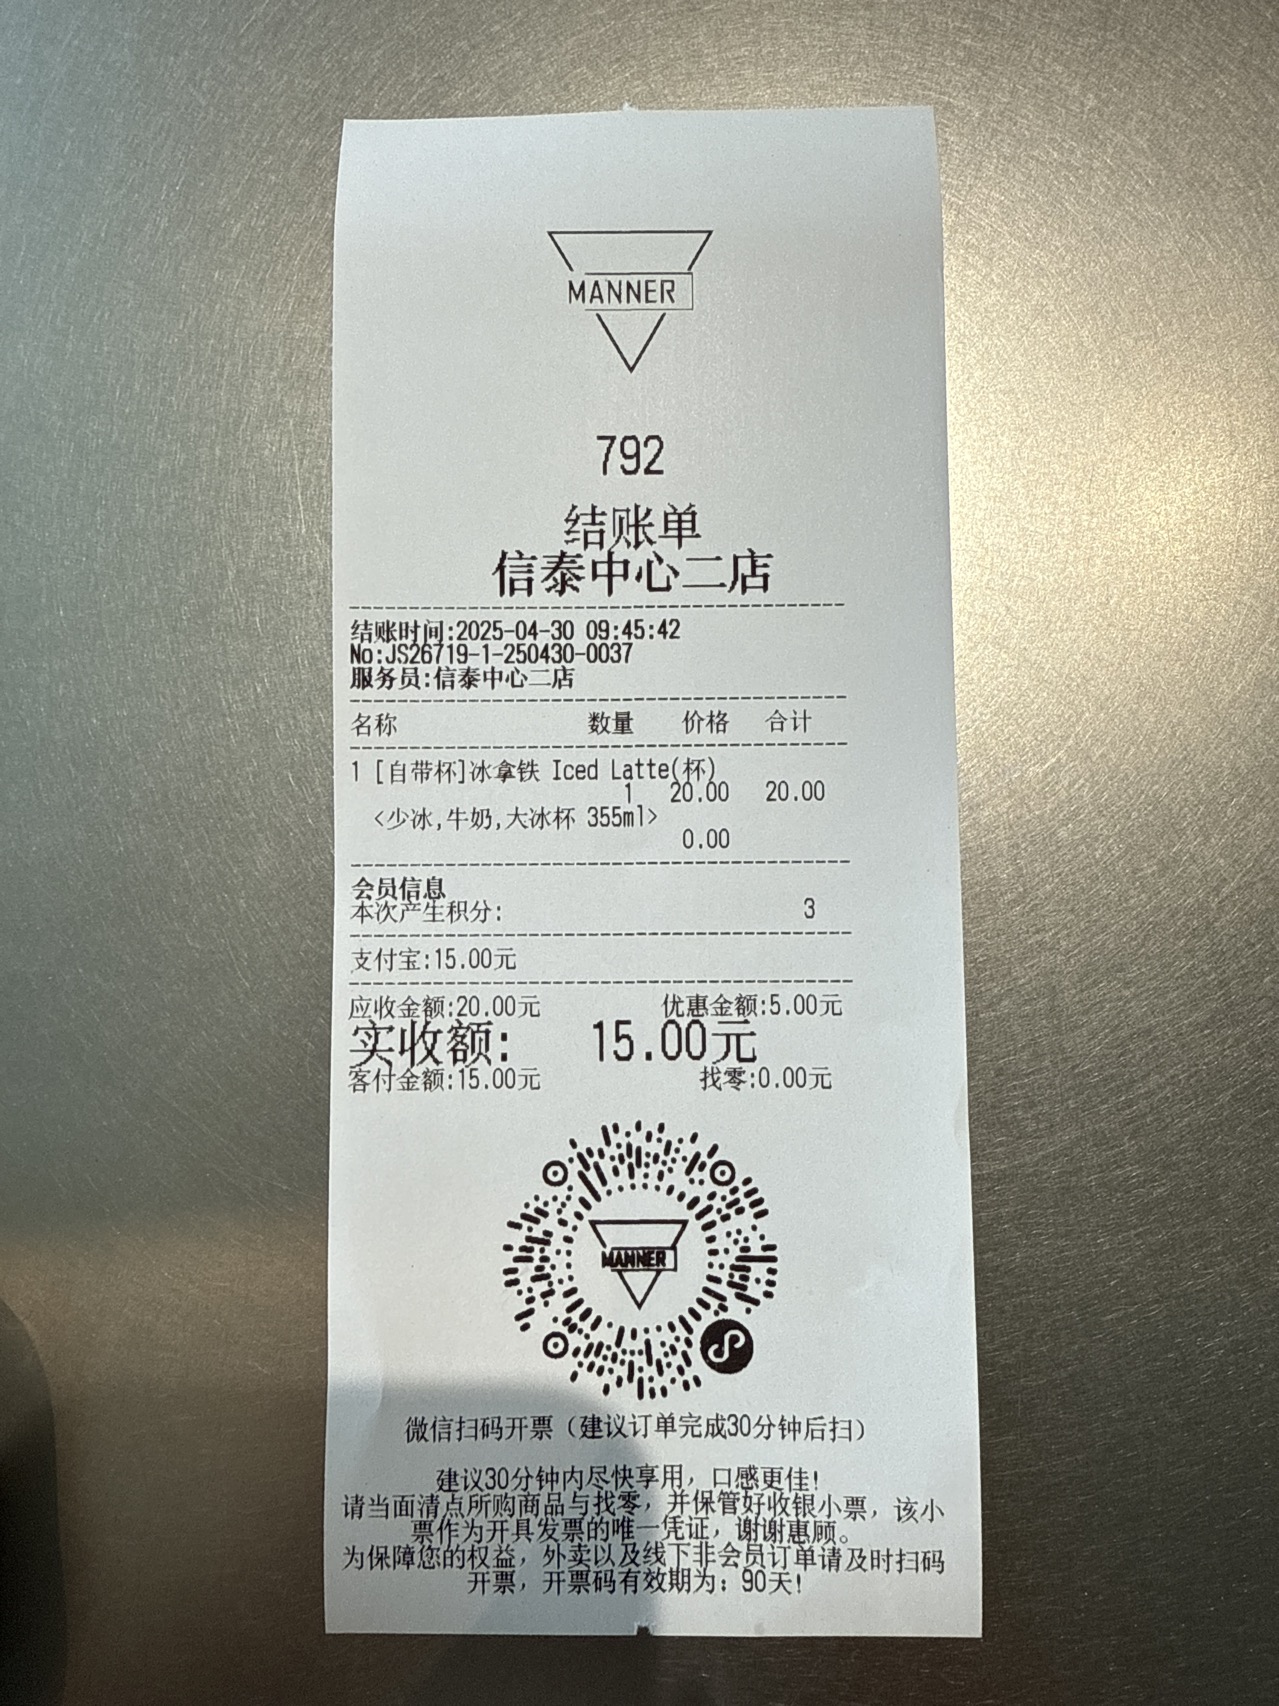 MANNER
792
结账单
信泰中心二店
结账时间:2025-04-30 09:45:42
No:JS26719-1-250430-0037
服务员:信泰中心二店
名称 数量 价格 合计
1 [自带杯]冰拿铁 Iced Latte(杯)
1 20.00 20.00
<少冰,牛奶,大冰杯 355ml>
0.00
会员信息
本次产生积分: 3
支付宝:15.00元
应收金额:20.00元 优惠金额:5.00元
实收额: 15.00元
客付金额:15.00元 找零:0.00元
MANNER
微信扫码开票（建议订单完成30分钟后扫）
建议30分钟内尽快享用，口感更佳!
请当面清点所购商品与找零，并保管好收银小票，该小
票作为开具发票的唯一凭证，谢谢惠顾。
为保障您的权益，外卖以及线下非会员订单请及时扫码
开票，开票码有效期为：90天!